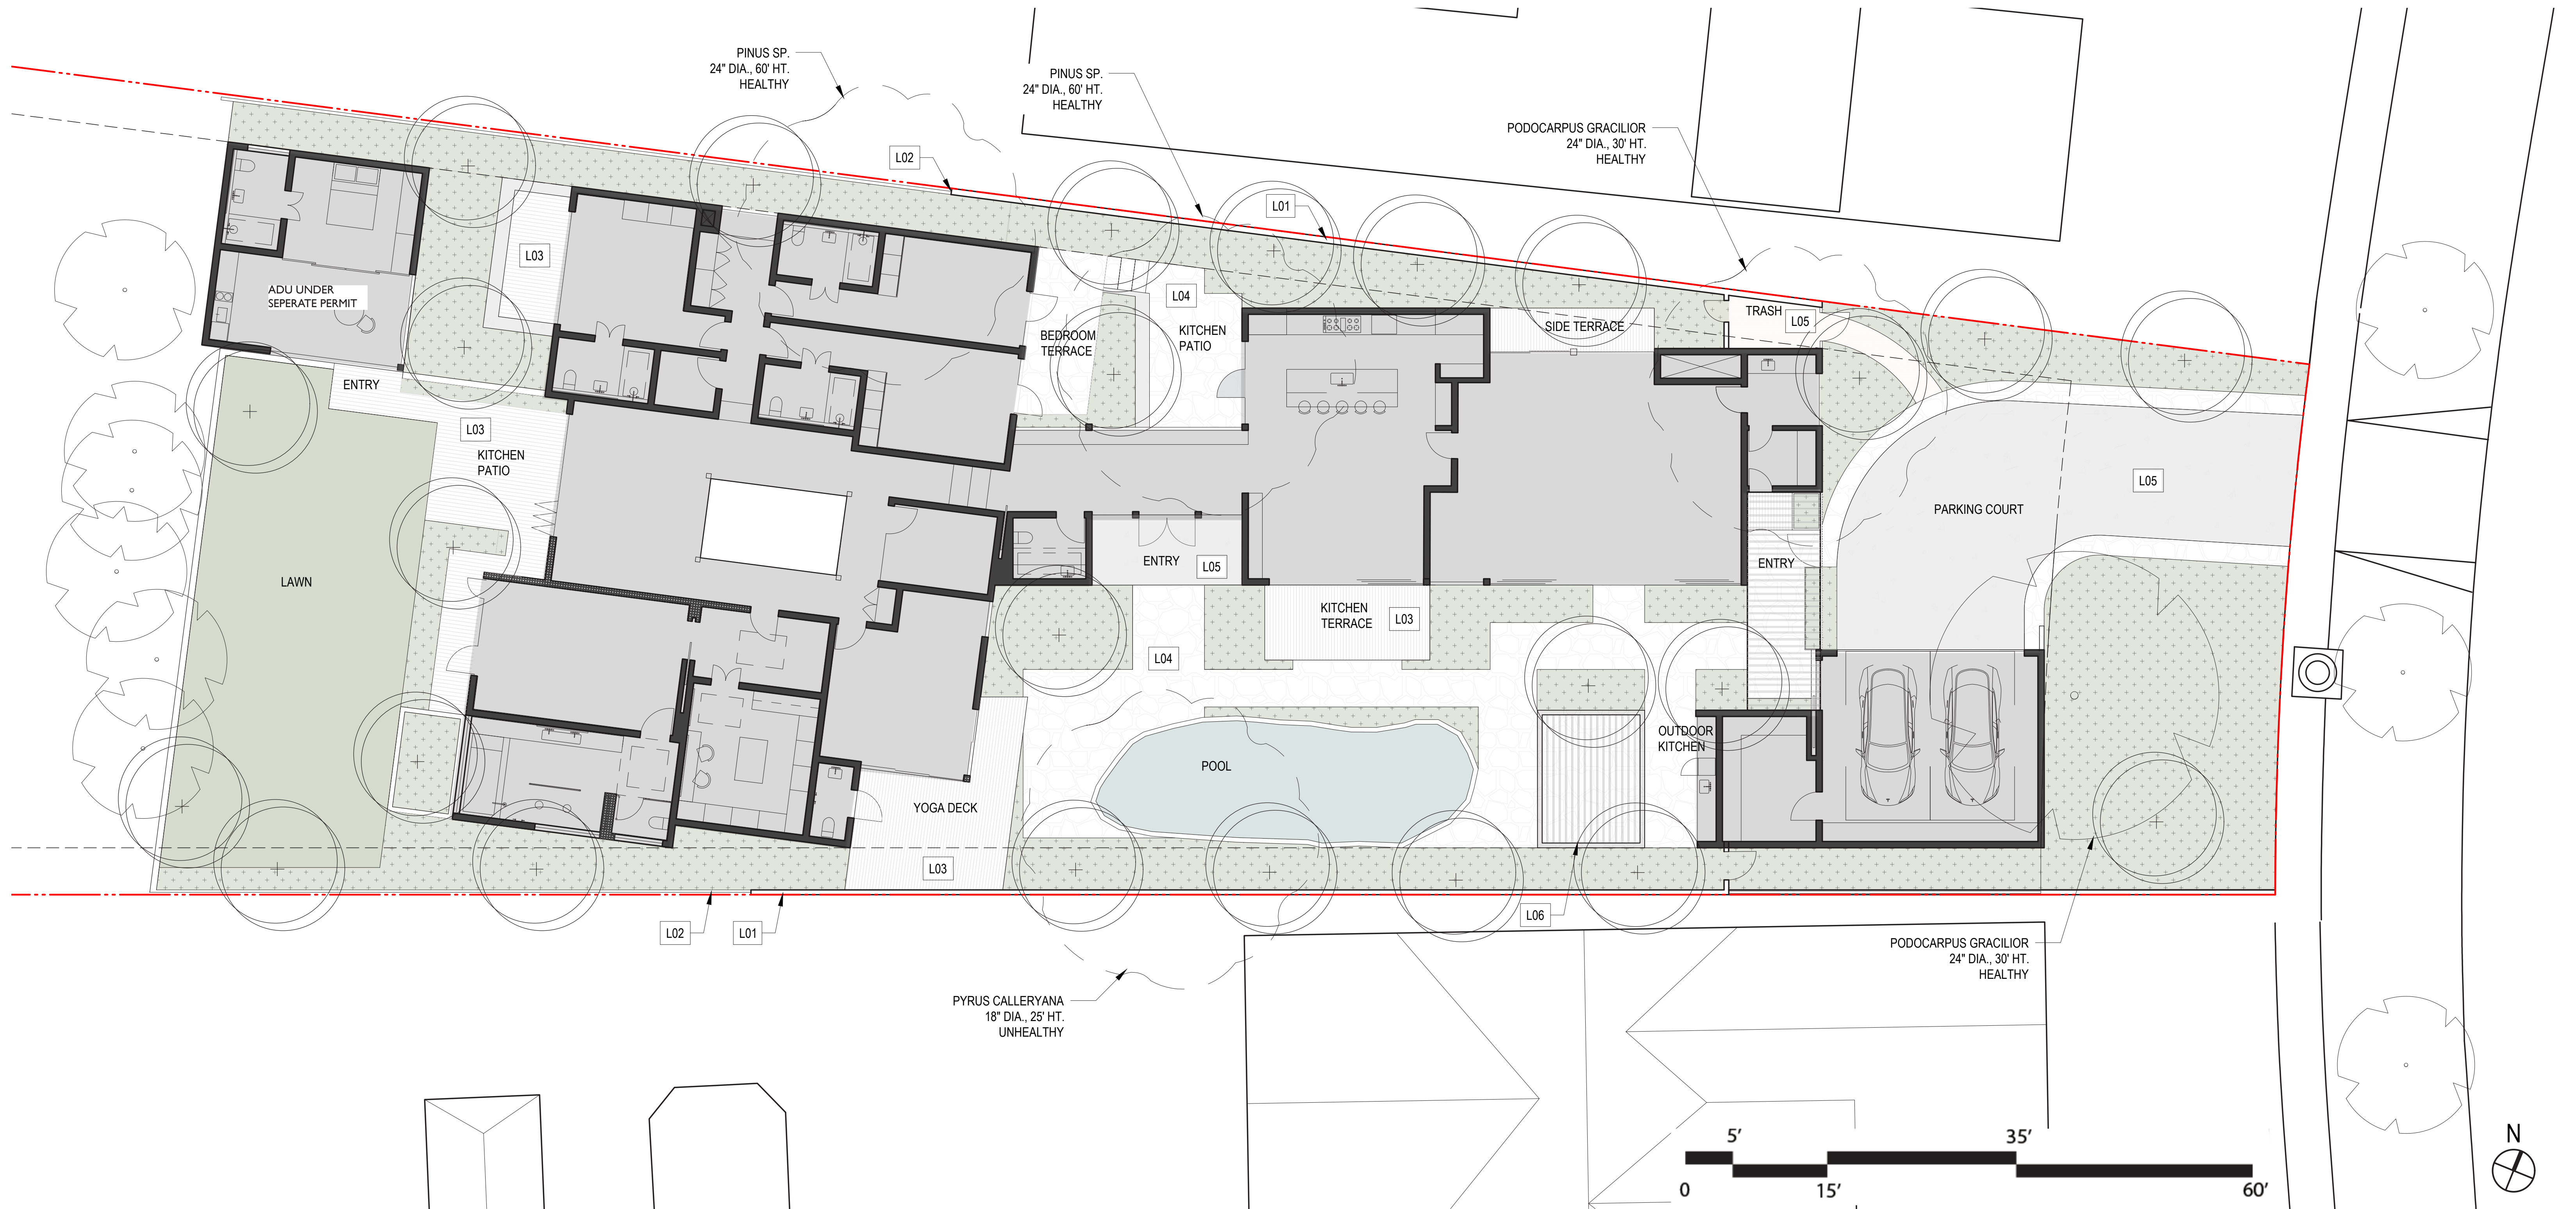 PINUS SP.
24" DIA., 60' HT.
HEALTHY
PINUS SP.
24" DIA., 60' HT.
HEALTHY
PODOCARPUS GRACILIOR
24" DIA., 30' HT.
HEALTHY
L02
L01
L03
ADU UNDER
SEPERATE PERMIT
L04
BEDROOM
TERRACE
KITCHEN
PATIO
SIDE TERRACE
TRASH
L05
ENTRY
L03
KITCHEN
PATIO
L05
PARKING COURT
LAWN
ENTRY
L05
ENTRY
KITCHEN
TERRACE
L03
L04
OUTDOOR
KITCHEN
POOL
YOGA DECK
L03
L02
L01
L06
PODOCARPUS GRACILIOR
24" DIA., 30' HT.
HEALTHY
PYRUS CALLERYANA
18" DIA., 25' HT.
UNHEALTHY
5’
35’
0
15’
60’
N